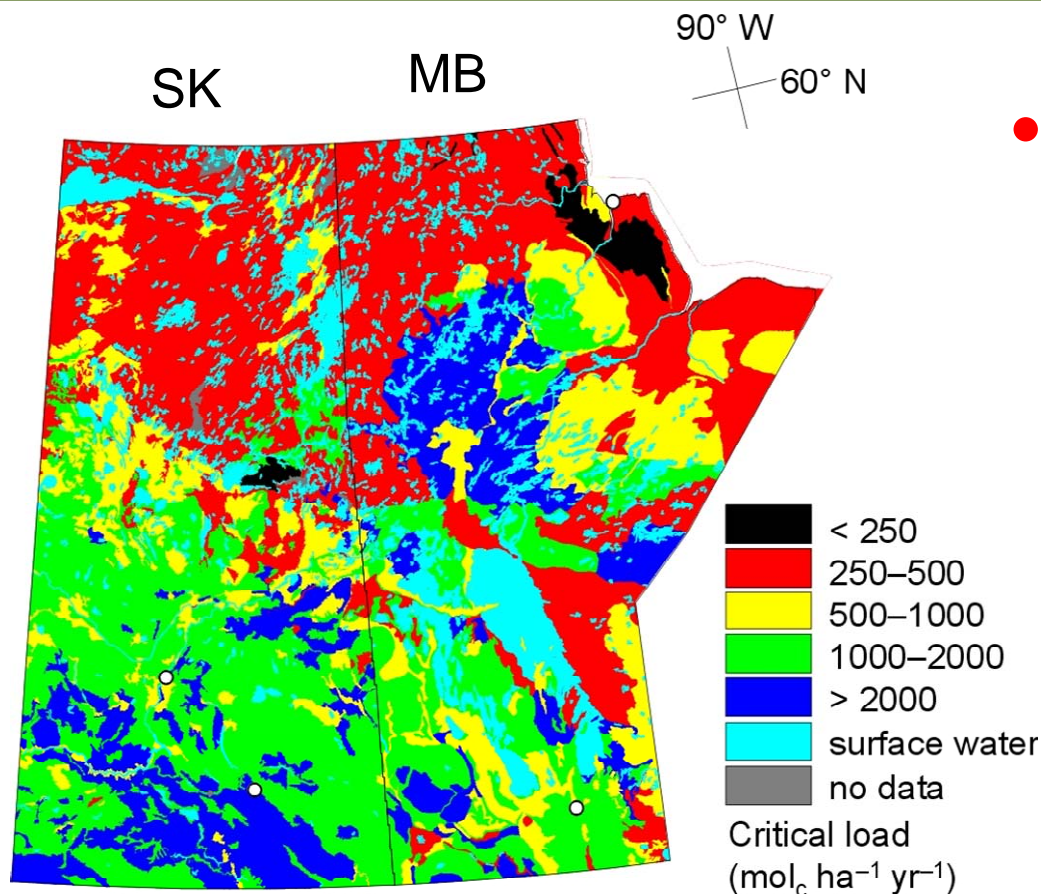 90° W
60° N
SK
MB
< 250
250–500
500–1000
1000–2000
> 2000
surface water
no data
Critical load
(molc ha⁻¹ yr⁻¹)